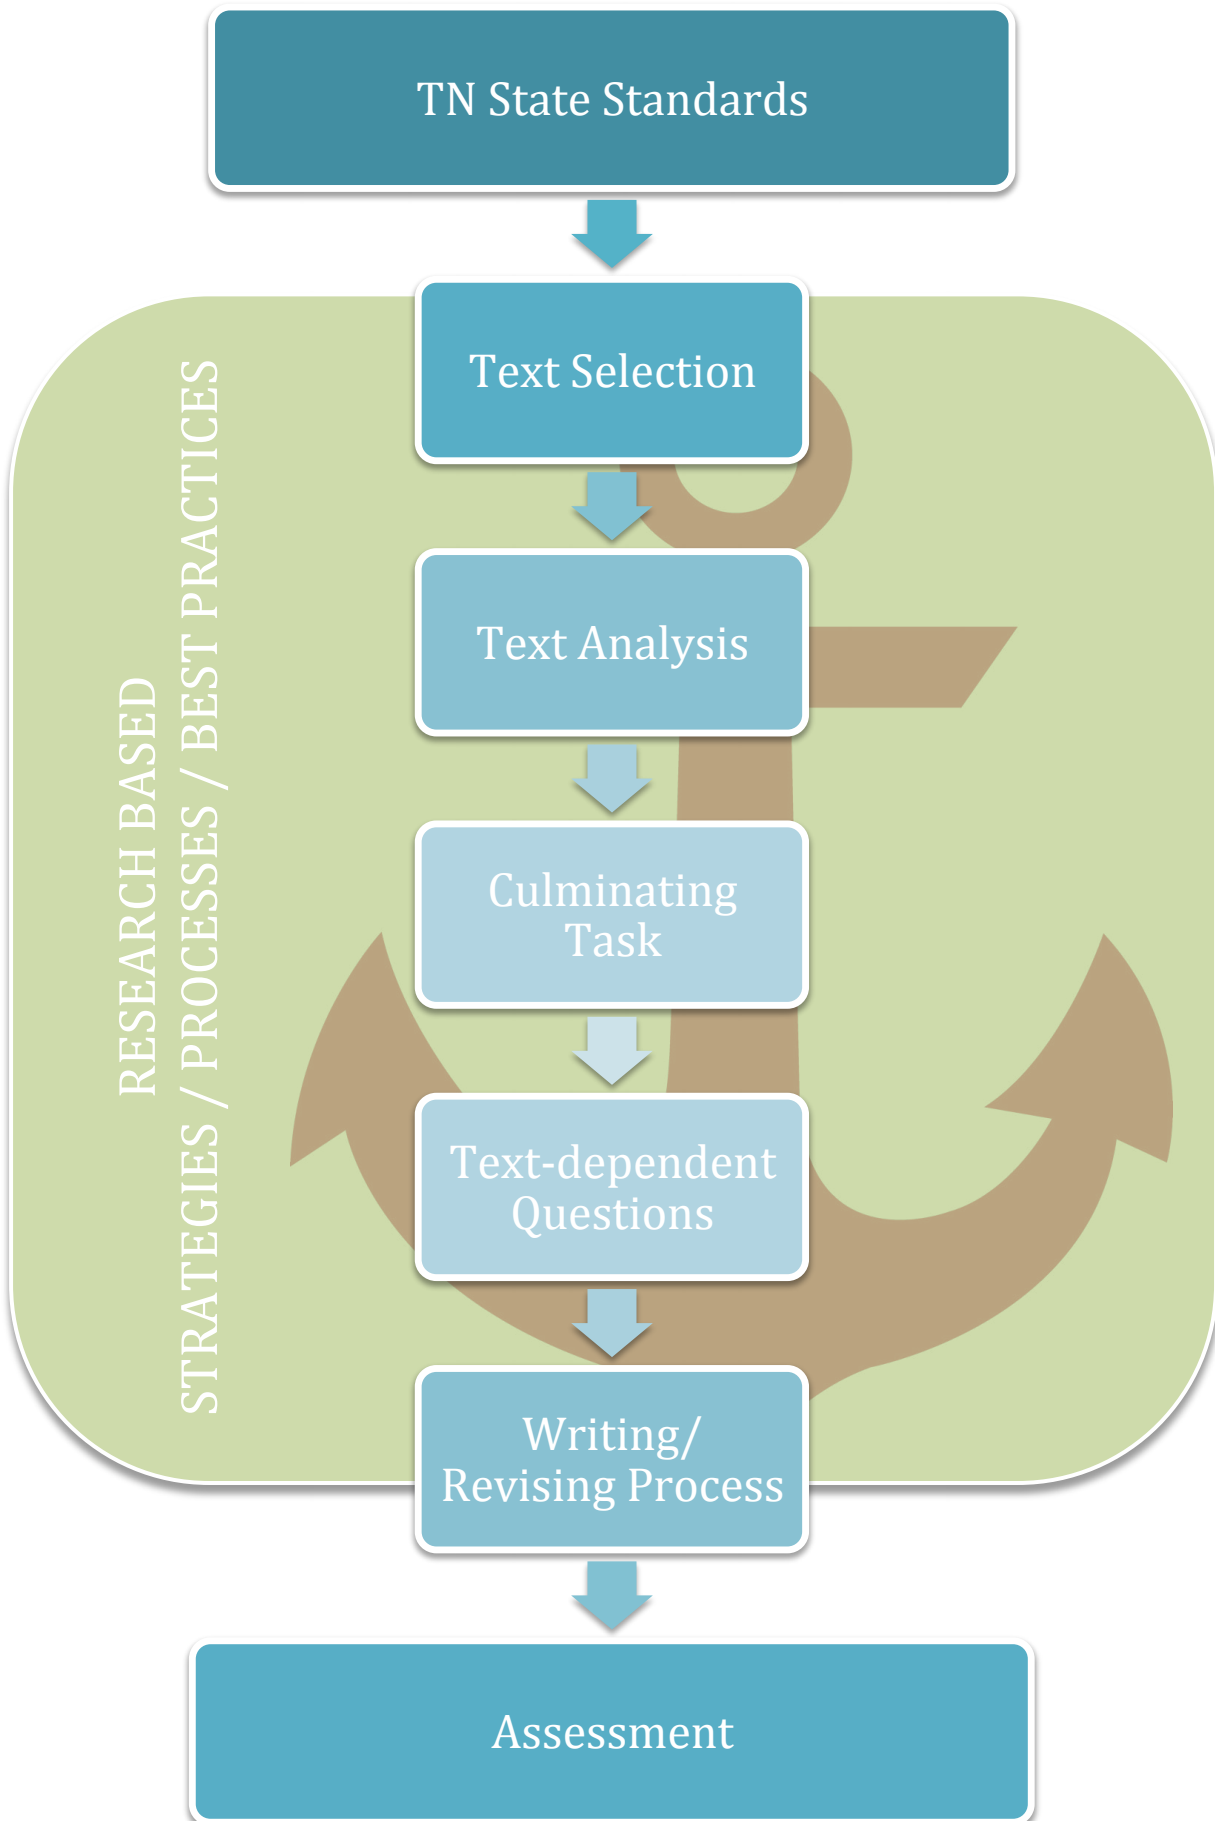 TN State Standards
Text Selection
RESEARCH BASED
STRATEGIES / PROCESSES / BEST PRACTICES
Text Analysis
Culminating
Task
Text-dependent
Questions
Writing/
Revising Process
Assessment